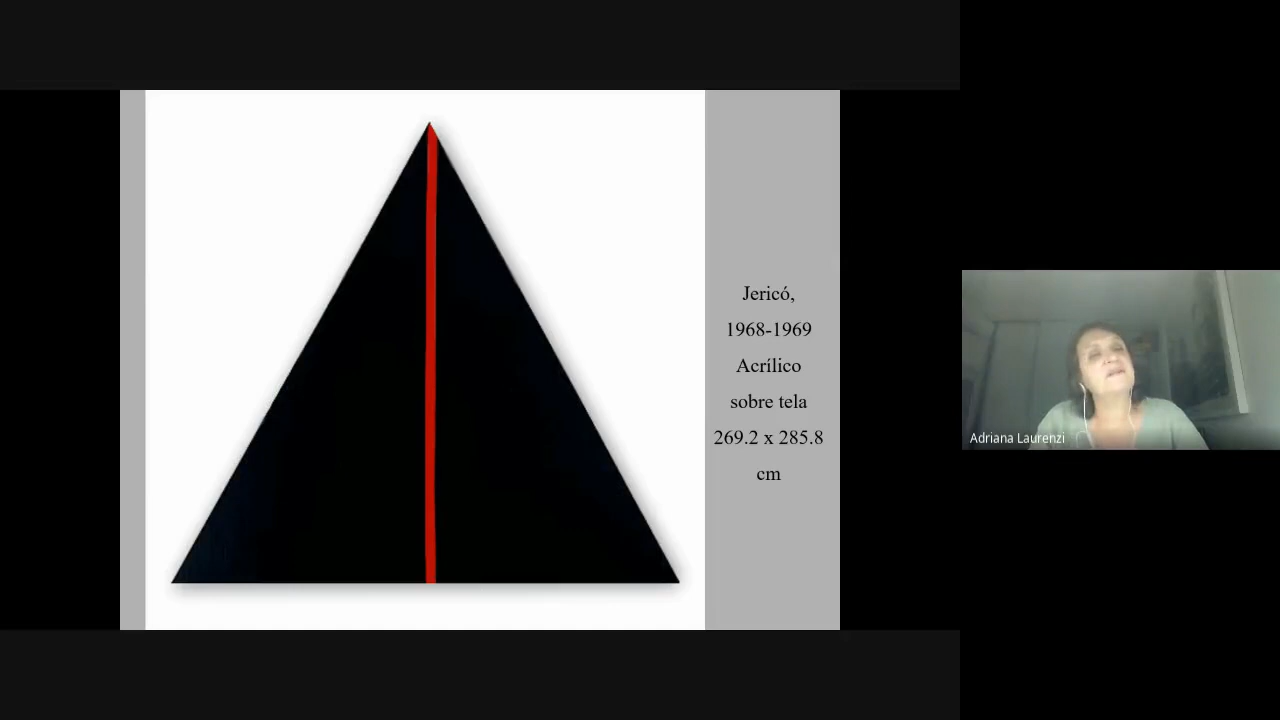 Jericó,
1968-1969
Acrílico
sobre tela
269.2 x 285.8
cm
Adriana Laurenzi